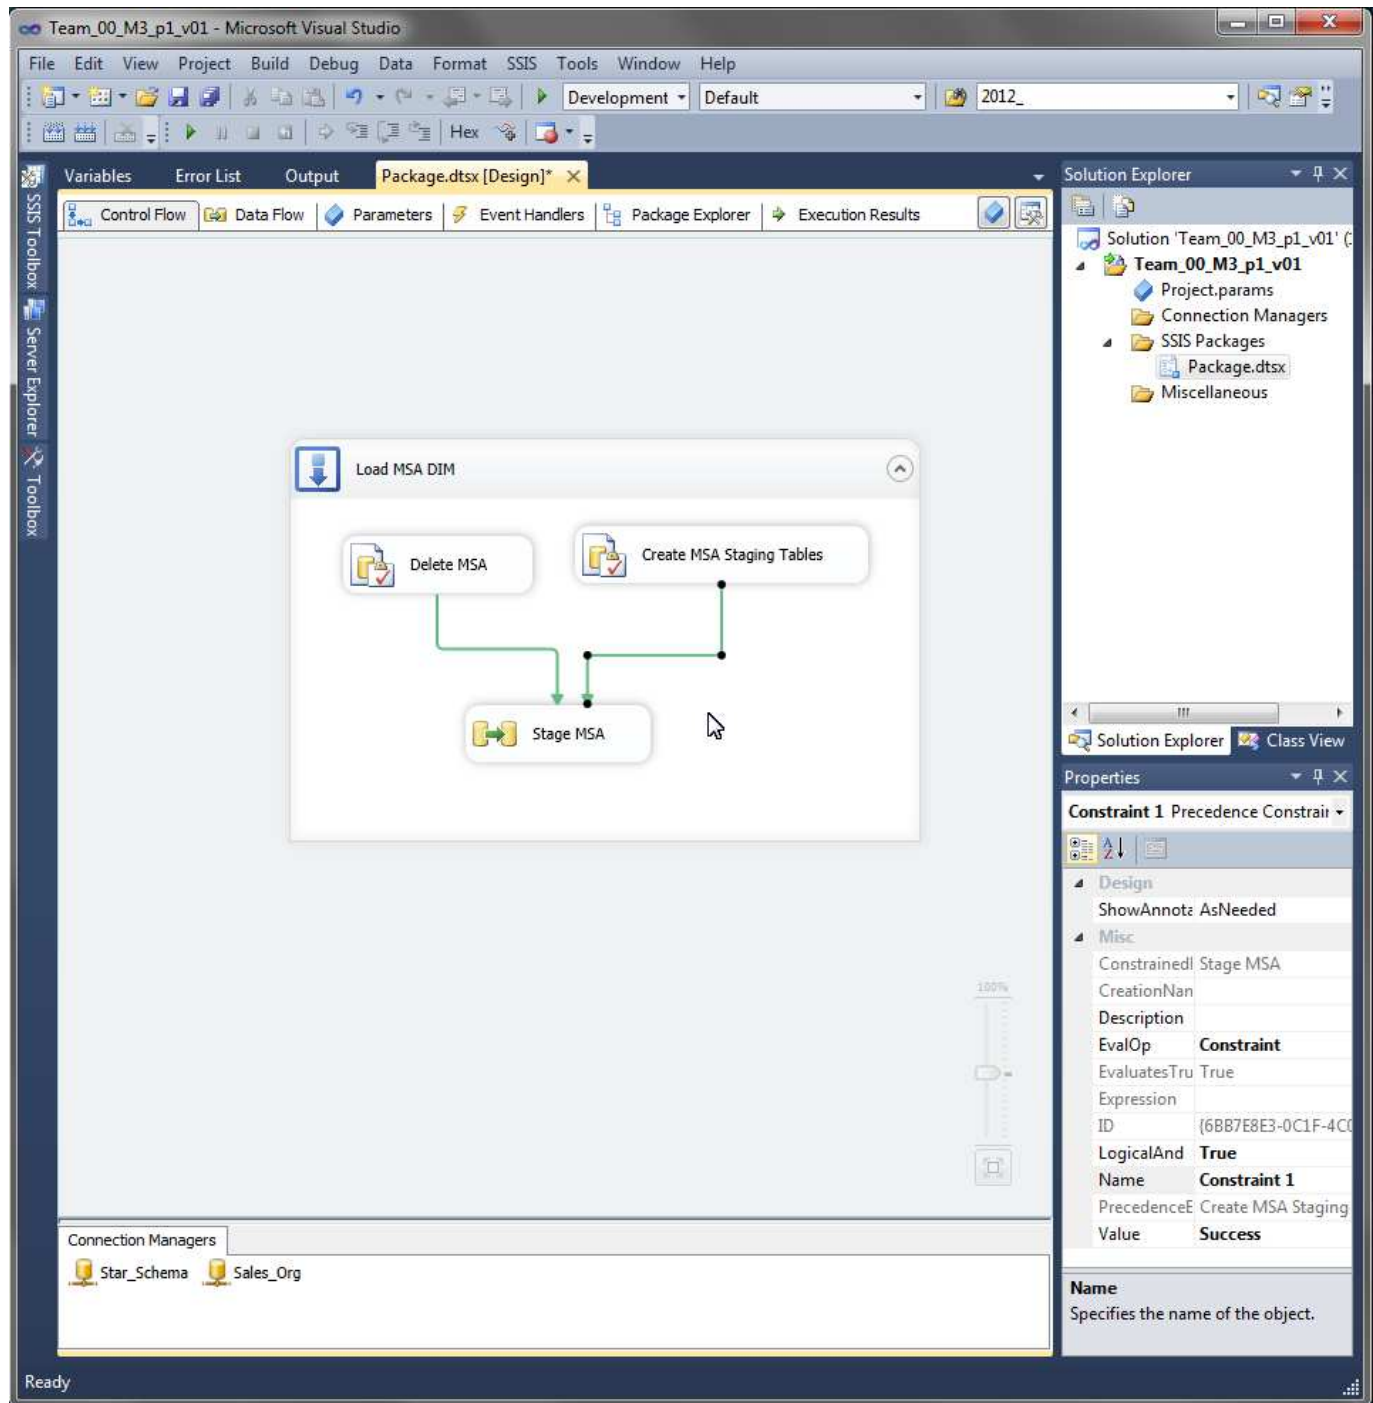 Team_00_M3_p1_v01 - Microsoft Visual Studio
File Edit View Project Build Debug Data Format SSIS Tools Window Help
Development Default 2012_
Hex
SSIS Toolbox
Server Explorer
Toolbox
Variables Error List Output Package.dtsx [Design]*
Control Flow Data Flow Parameters Event Handlers Package Explorer Execution Results
Load MSA DIM
Delete MSA
Create MSA Staging Tables
Stage MSA
100%
Connection Managers
Star_Schema Sales_Org
Solution Explorer
Solution 'Team_00_M3_p1_v01' (
Team_00_M3_p1_v01
Project.params
Connection Managers
SSIS Packages
Package.dtsx
Miscellaneous
Solution Explorer Class View
Properties
Constraint 1 Precedence Constrair
Design
ShowAnnota AsNeeded
Misc
ConstrainedI Stage MSA
CreationNan
Description
EvalOp Constraint
EvaluatesTru True
Expression
ID {6BB7E8E3-0C1F-4C0
LogicalAnd True
Name Constraint 1
PrecedenceE Create MSA Staging
Value Success
Name
Specifies the name of the object.
Ready